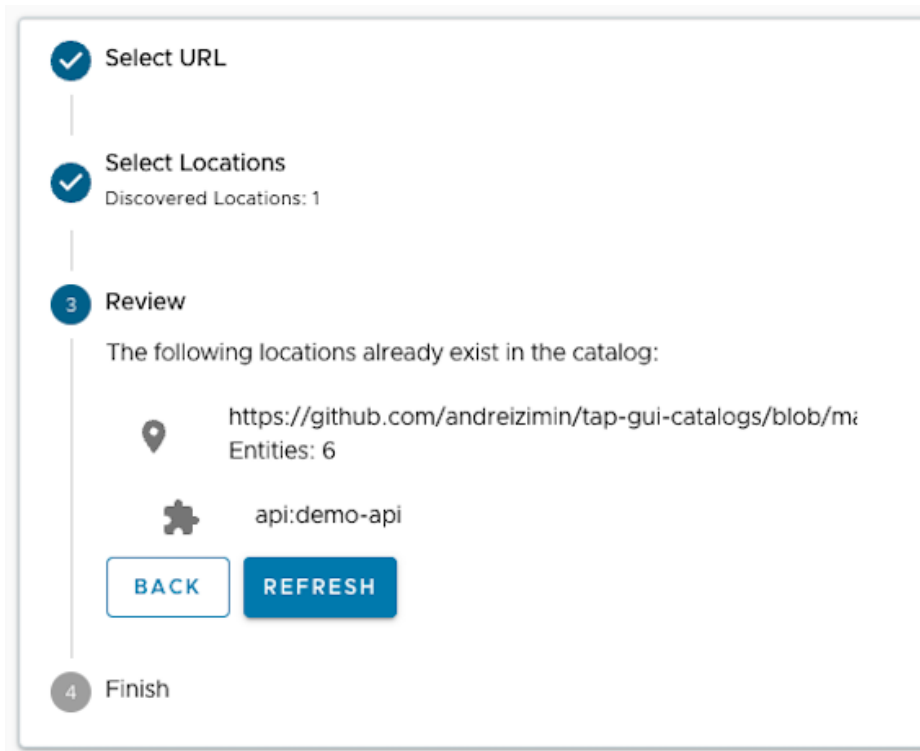 Select URL
Select Locations
Discovered Locations: 1
3
Review
The following locations already exist in the catalog:
https://github.com/andreizimin/tap-gui-catalogs/blob/ma
Entities: 6
api:demo-api
BACK REFRESH
4
Finish